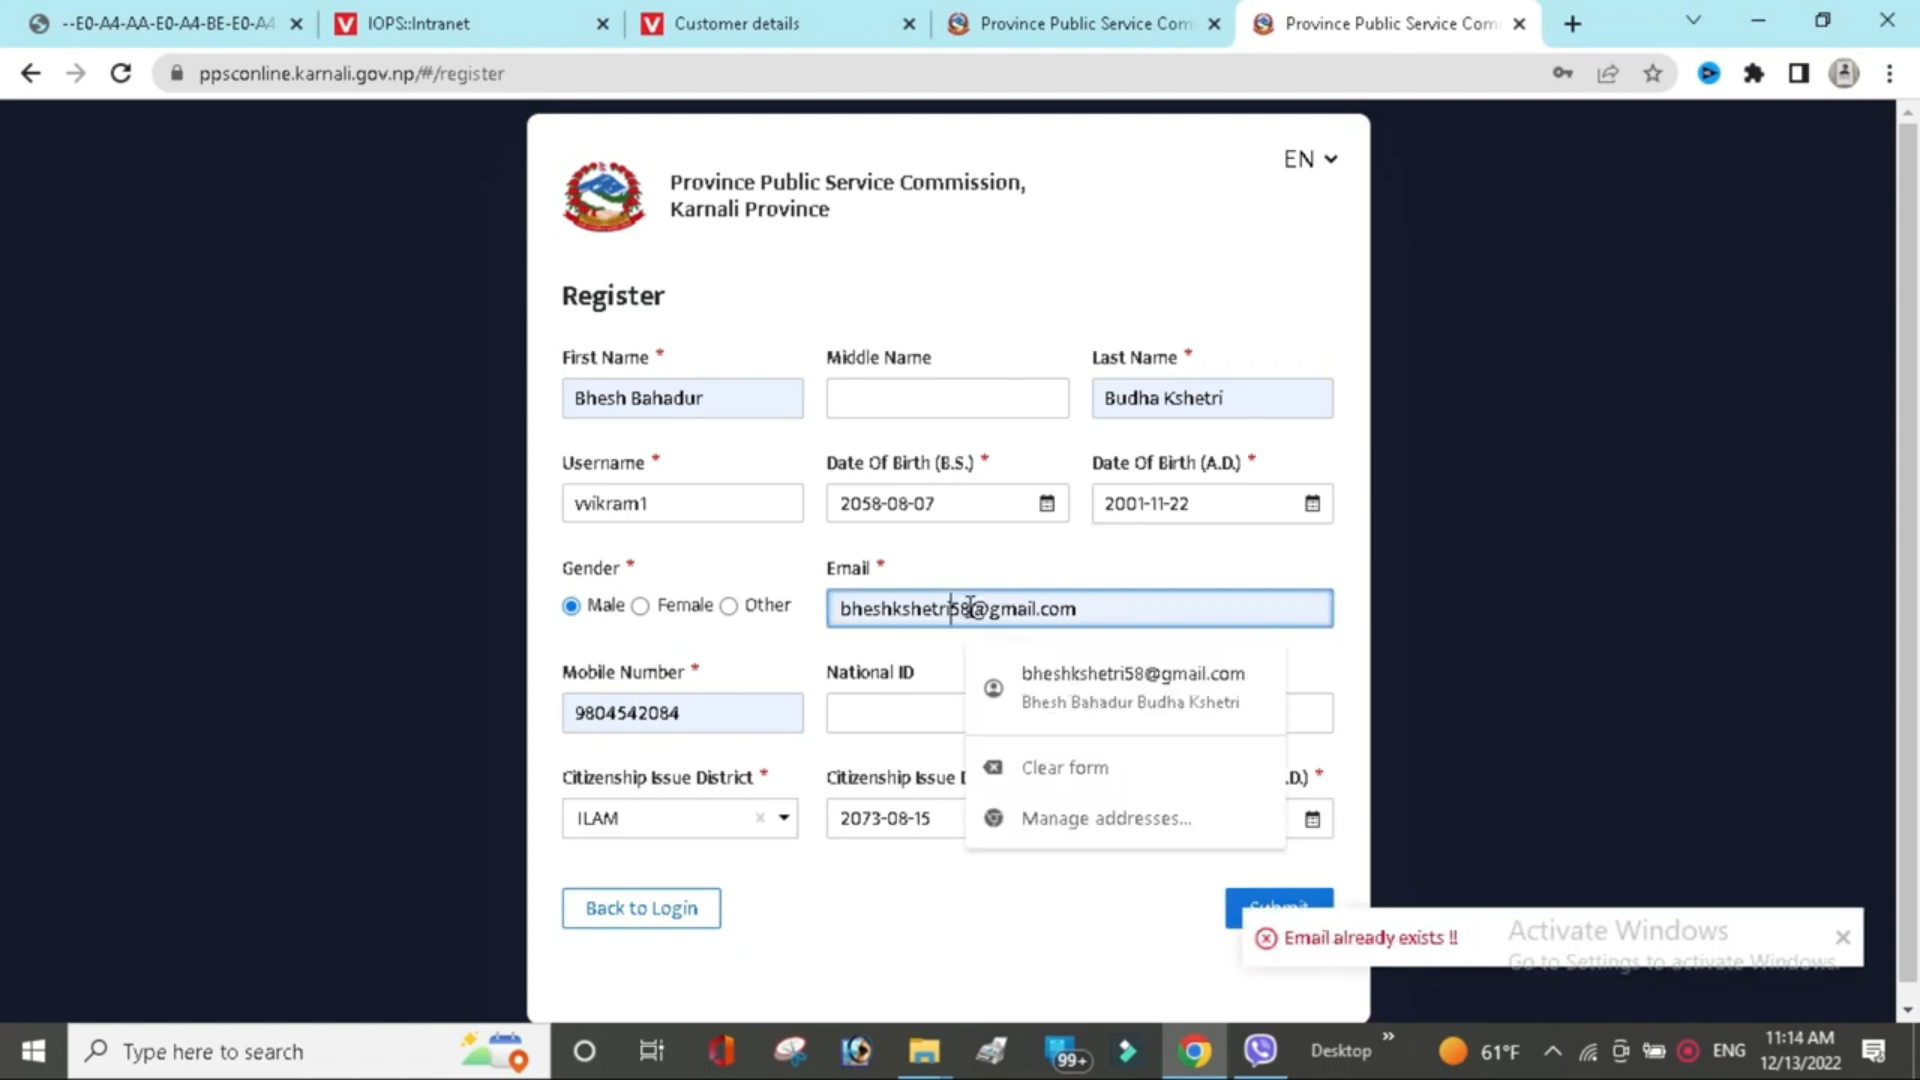 --E0-A4-AA-E0-A4-BE-E0-A4
IOPS::Intranet
Customer details
Province Public Service Com
Province Public Service Com
ppsconline.karnali.gov.np/#/register
EN
Province Public Service Commission,
Karnali Province
Register
First Name *
Middle Name
Last Name *
Bhesh Bahadur
Budha Kshetri
Username *
Date Of Birth (B.S.) *
Date Of Birth (A.D.) *
vvikram1
2058-08-07
2001-11-22
Gender *
Email *
Male
Female
Other
bheshkshetri58@gmail.com
Mobile Number *
National ID
bheshkshetri58@gmail.com
Bhesh Bahadur Budha Kshetri
9804542084
Clear form
Citizenship Issue District *
Citizenship Issue D
.D.) *
ILAM
2073-08-15
Manage addresses...
Back to Login
Submit
Email already exists !!
Activate Windows
Go to Settings to activate Windows.
Type here to search
99+
Desktop
61°F
ENG
11:14 AM
12/13/2022